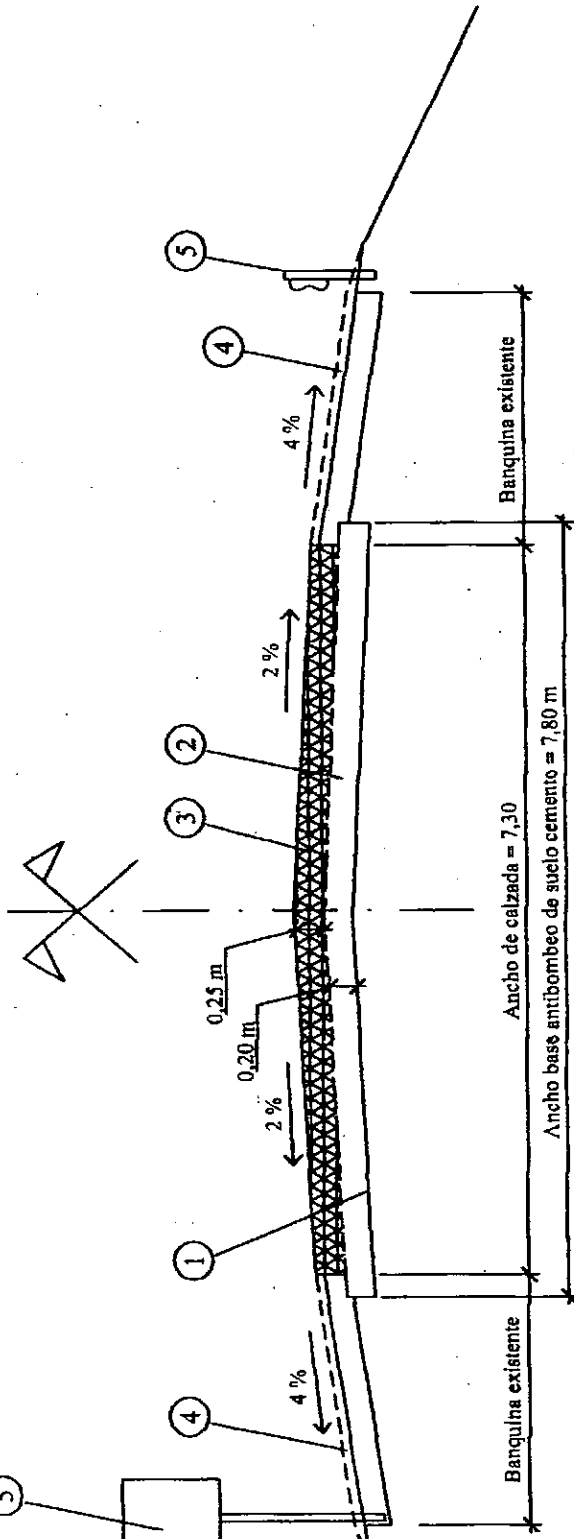 5
4
4 %
Banquina existente
1
2 %
0,20 m
0,25 m
3
2
2 %
4 %
4
5
Banquina existente
Ancho de calzada = 7,30
Ancho base antibombeo de suelo cemento = 7,80 m